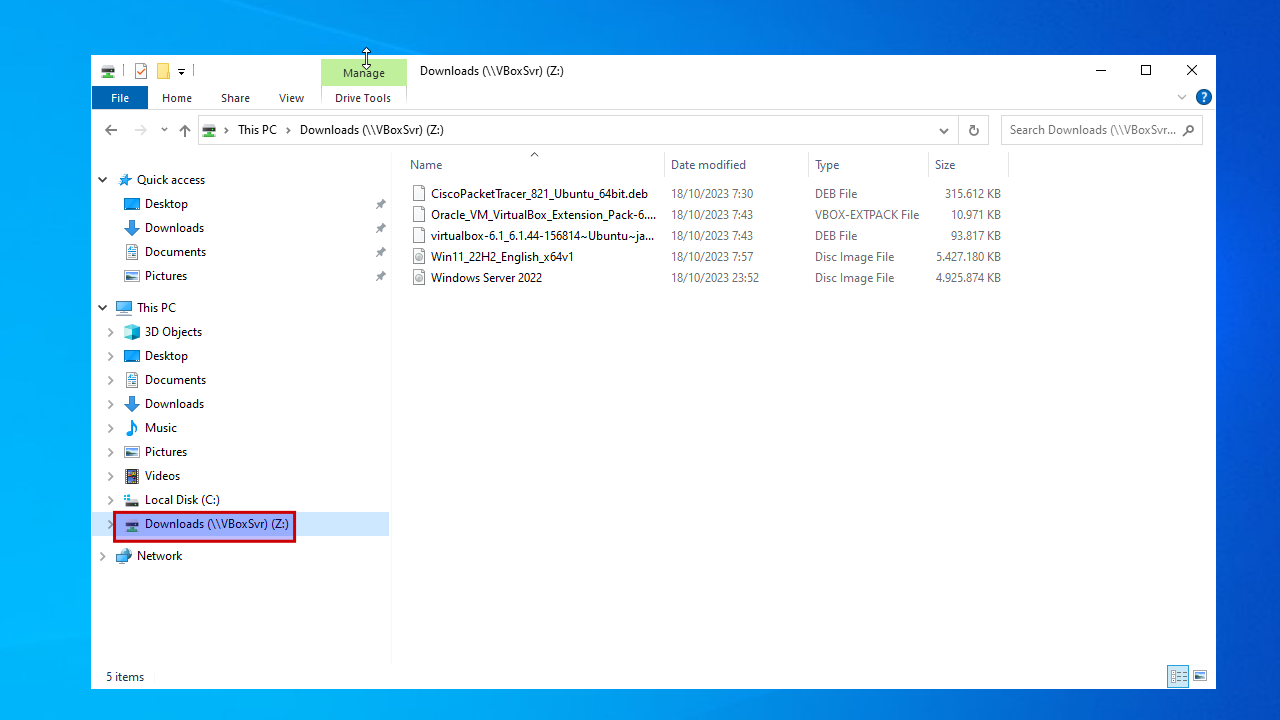 Manage
Downloads (\\VBoxSvr) (Z:)
File
Home
Share
View
Drive Tools
?
This PC
Downloads (\\VBoxSvr) (Z:)
Search Downloads (\\VBoxSvr...
Name
Date modified
Type
Size
Quick access
Desktop
Downloads
Documents
Pictures
This PC
3D Objects
Desktop
Documents
Downloads
Music
Pictures
Videos
Local Disk (C:)
Downloads (\\VBoxSvr) (Z:)
Network
CiscoPacketTracer_821_Ubuntu_64bit.deb 18/10/2023 7:30 DEB File 315.612 KB
Oracle_VM_VirtualBox_Extension_Pack-6.... 18/10/2023 7:43 VBOX-EXTPACK File 10.971 KB
virtualbox-6.1_6.1.44-156814~Ubuntu~ja... 18/10/2023 7:43 DEB File 93.817 KB
Win11_22H2_English_x64v1 18/10/2023 7:57 Disc Image File 5.427.180 KB
Windows Server 2022 18/10/2023 23:52 Disc Image File 4.925.874 KB
5 items